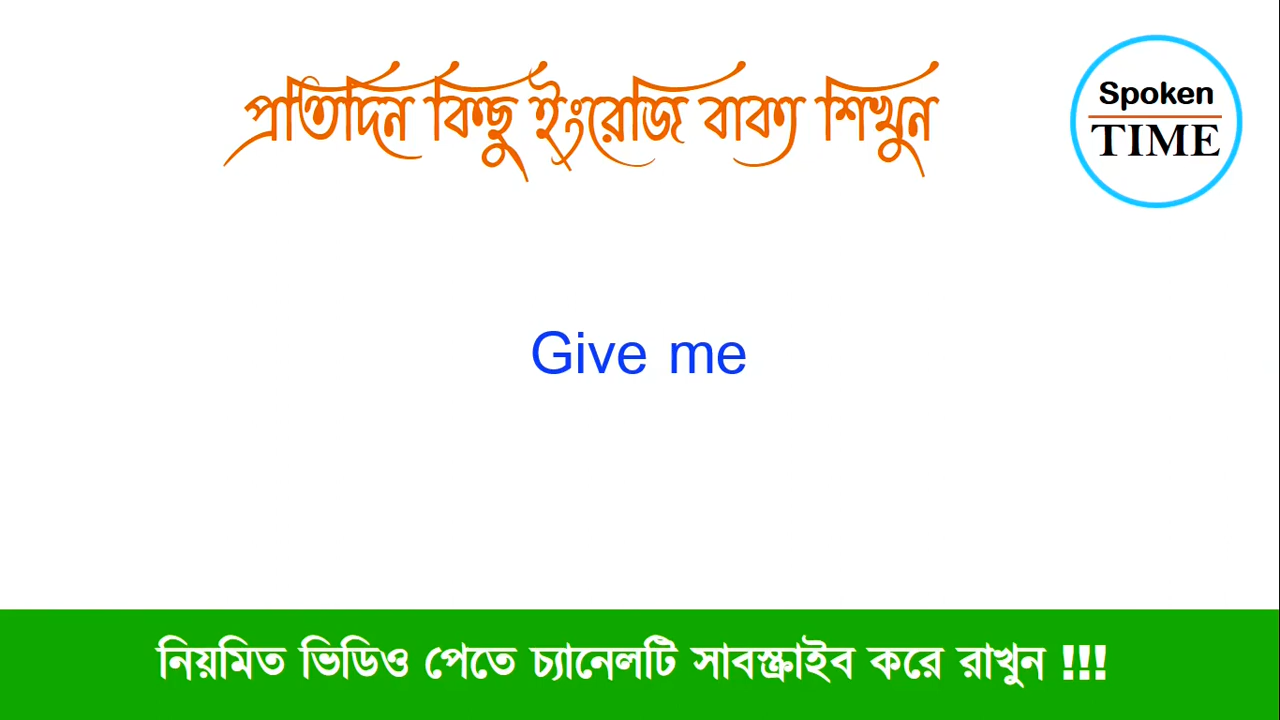 প্রতিদিন কিছু ইংরেজি বাক্য শিখুন
Spoken
TIME
Give me
নিয়মিত ভিডিও পেতে চ্যানেলটি সাবস্ক্রাইব করে রাখুন !!!